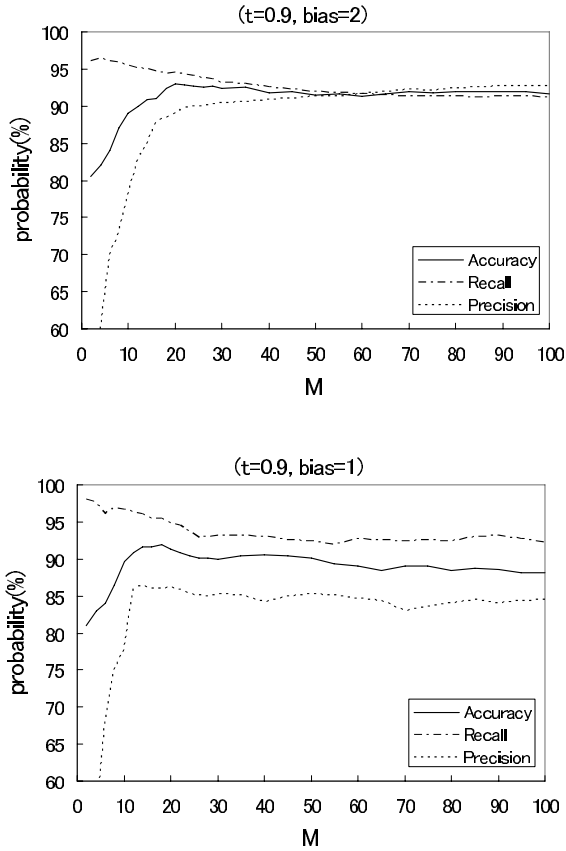 (t=0.9, bias=2)
100
95
90
85
80
75
70
65
60
probability(%)
0 10 20 30 40 50 60 70 80 90 100
M
Accuracy
Recall
Precision
(t=0.9, bias=1)
100
95
90
85
80
75
70
65
60
probability(%)
0 10 20 30 40 50 60 70 80 90 100
M
Accuracy
Recall
Precision